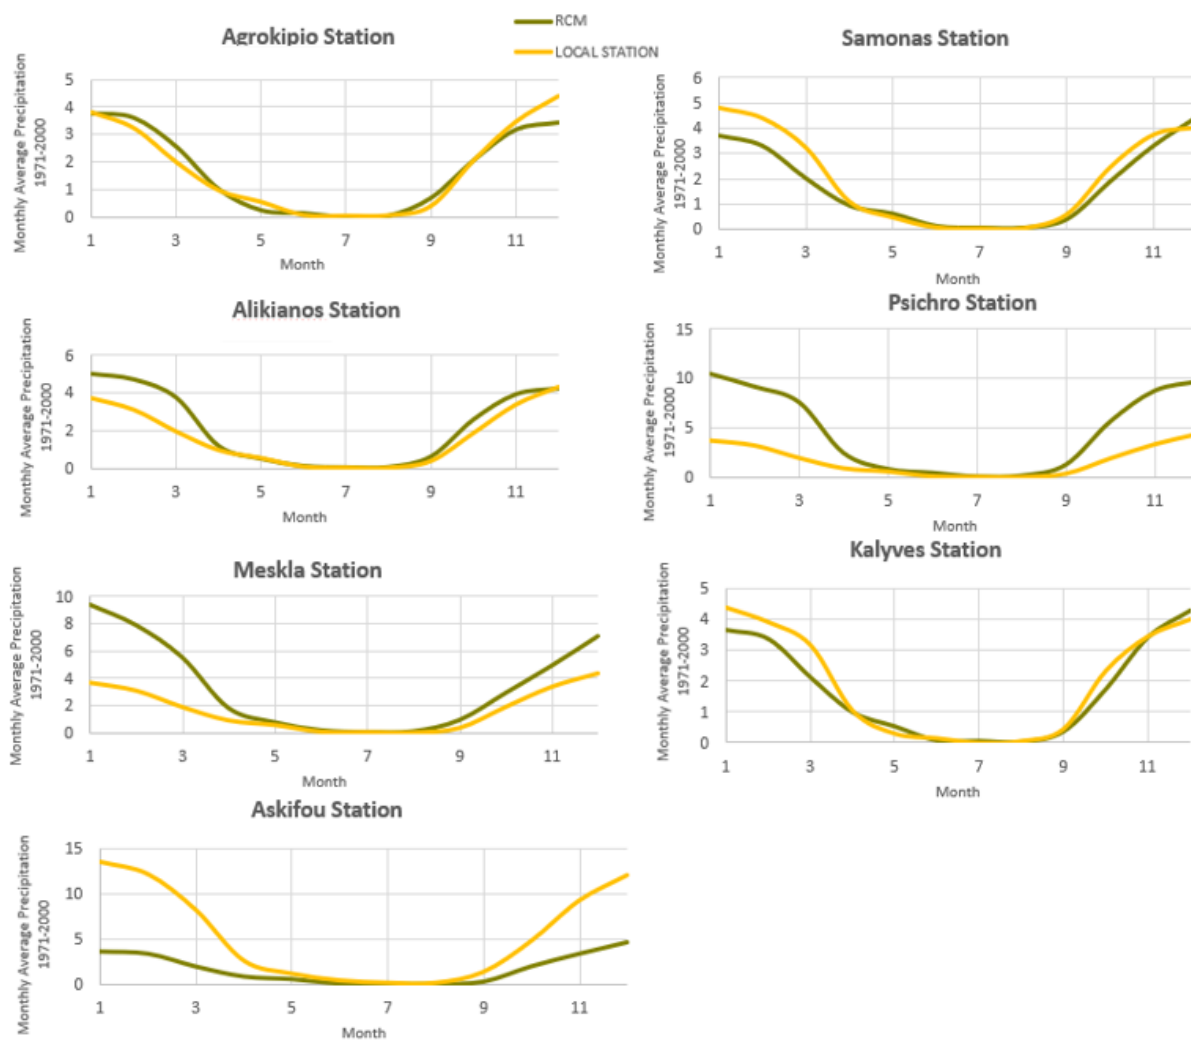 RCM
LOCAL STATION
Agrokipio Station
Monthly Average Precipitation
1971-2000
5
4
3
2
1
0
1 3 5 7 9 11
Month
Samonas Station
Monthly Average Precipitation
1971-2000
6
5
4
3
2
1
0
1 3 5 7 9 11
Alikianos Station
Monthly Average Precipitation
1971-2000
6
4
2
0
1 3 5 7 9 11
Month
Psichro Station
Monthly Average Precipitation
1971-2000
15
10
5
0
1 3 5 7 9 11
Month
Meskla Station
Monthly Average Precipitation
1971-2000
10
8
6
4
2
0
1 3 5 7 9 11
Month
Kalyves Station
Monthly Average Precipitation
1971-2000
5
4
3
2
1
0
1 3 5 7 9 11
Month
Askifou Station
Monthly Average Precipitation
1971-2000
15
10
5
0
1 3 5 7 9 11
Month